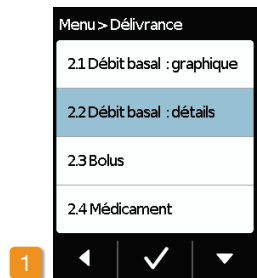 Menu > Délivrance
2.1 Débit basal : graphique
2.2 Débit basal : détails
2.3 Bolus
2.4 Médicament
1